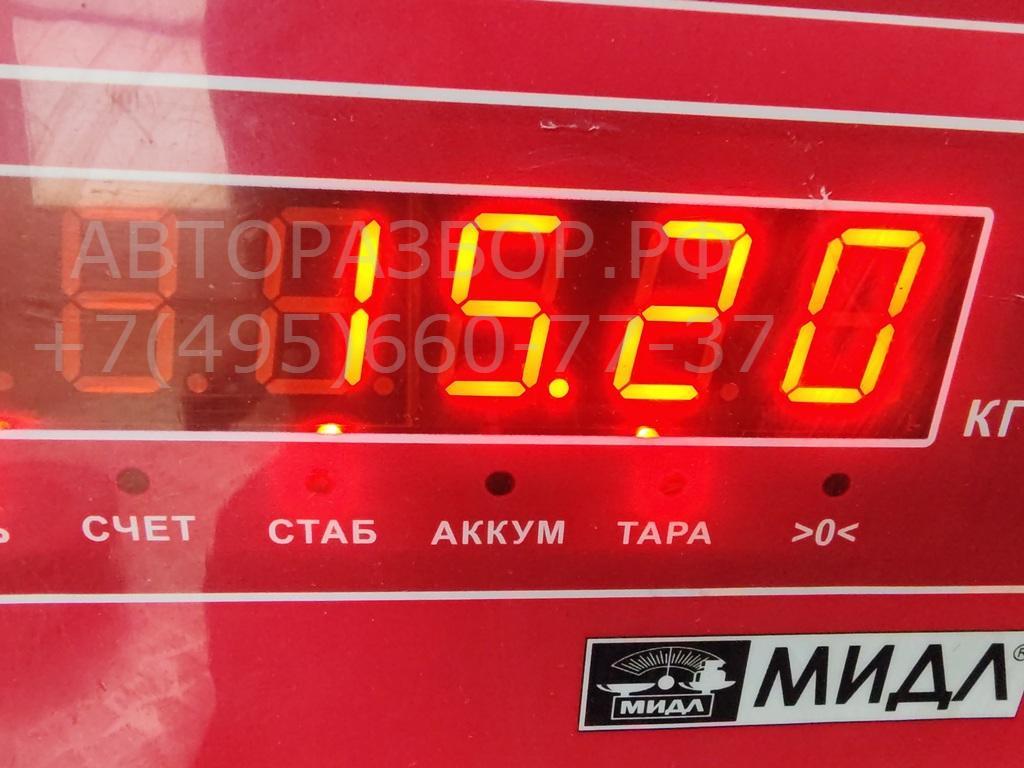 АВТОРАЗБОР.РФ
+7(495)660-77-37
15.20
КГ
СЧЕТ СТАБ АККУМ ТАРА >0<
МИДЛ МИДЛ®